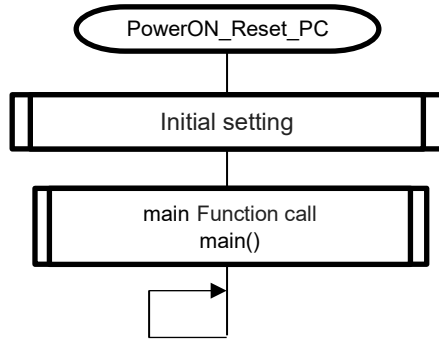 PowerON_Reset_PC
Initial setting
main Function call
main()